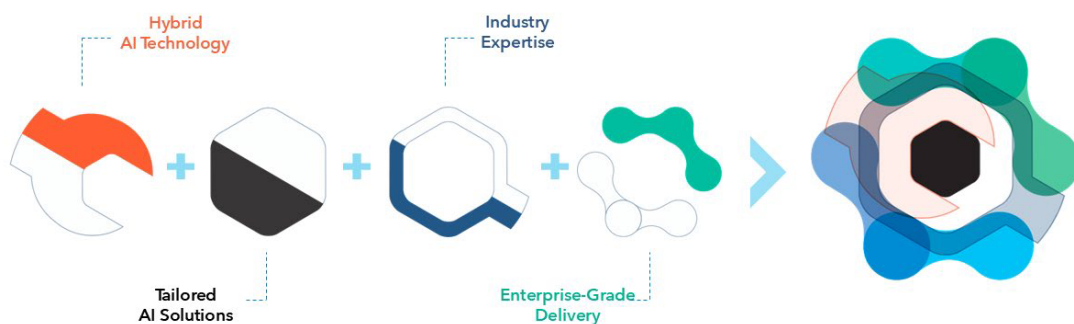 Hybrid
AI Technology
Industry
Expertise
Tailored
AI Solutions
Enterprise-Grade
Delivery